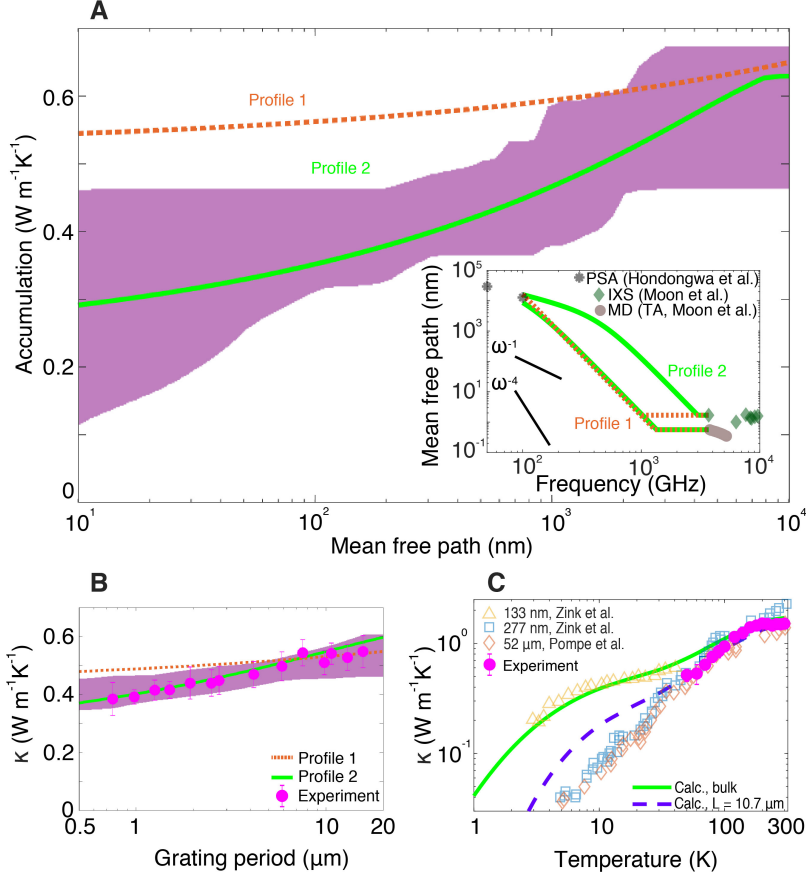 A
Accumulation (W m⁻¹K⁻¹)
0.6
0.4
0.2
0
Profile 1
Profile 2
10⁵
10³
10¹
10⁻¹
Mean free path (nm)
PSA (Hondongwa et al.)
IXS (Moon et al.)
MD (TA, Moon et al.)
ω⁻¹
ω⁻⁴
Profile 2
Profile 1
10² 10³ 10⁴
Frequency (GHz)
10¹ 10² 10³ 10⁴
Mean free path (nm)
B
κ (W m⁻¹K⁻¹)
0.6
0.4
0.2
0
Profile 1
Profile 2
Experiment
0.5 1 10 20
Grating period (μm)
C
κ (W m⁻¹K⁻¹)
10⁰
10⁻¹
133 nm, Zink et al.
277 nm, Zink et al.
52 μm, Pompe et al.
Experiment
Calc., bulk
Calc., L = 10.7 μm
1 10 100 300
Temperature (K)